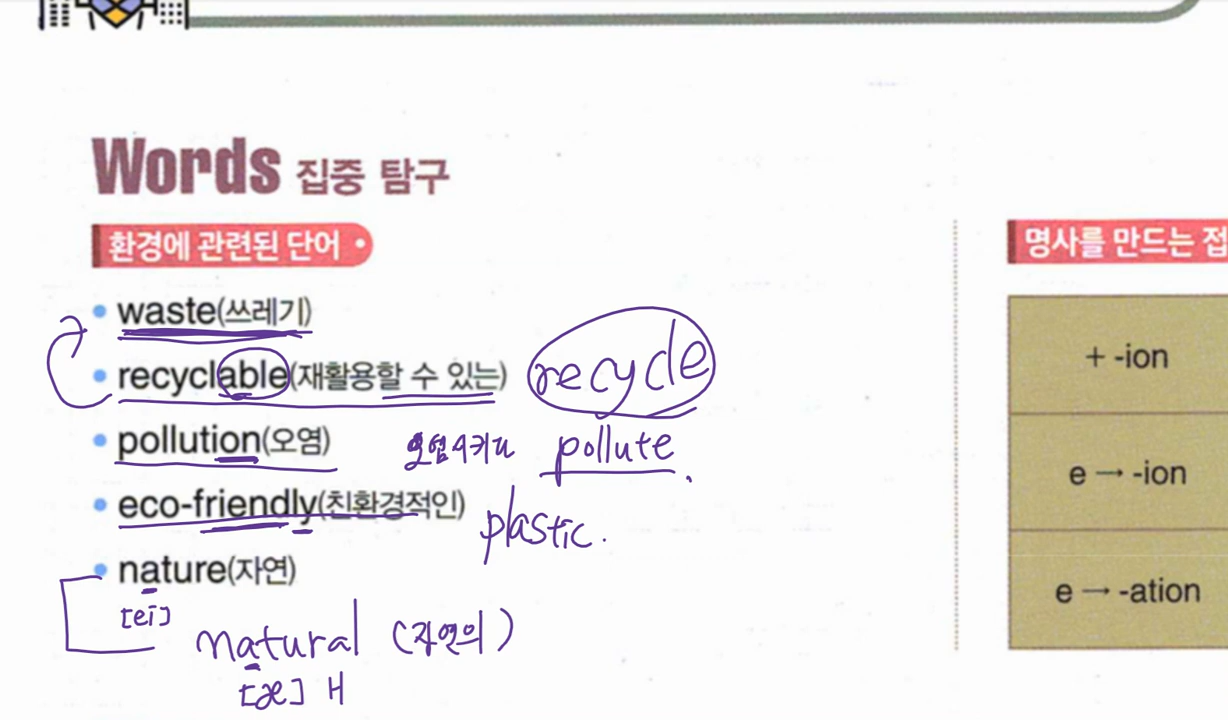 Words 집중 탐구
환경에 관련된 단어
waste(쓰레기)
recyclable(재활용할 수 있는) recycle
pollution(오염) 오염시키다 pollute
eco-friendly(친환경적인) plastic.
nature(자연)
[ei]
natural (자연의)
[æ] ㅐ
명사를 만드는 접
+ -ion
e → -ion
e → -ation